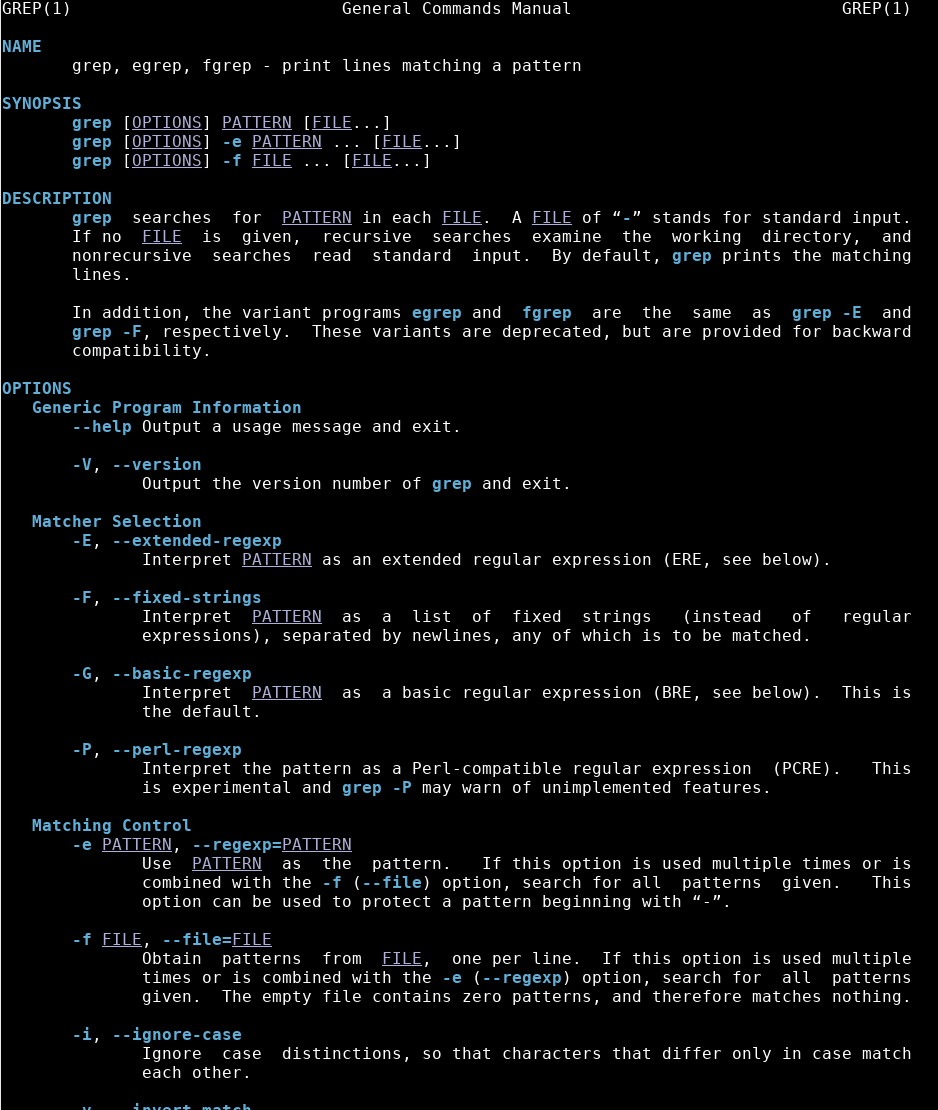 GREP(1)                           General Commands Manual                           GREP(1)
NAME
       grep, egrep, fgrep - print lines matching a pattern
SYNOPSIS
       grep [OPTIONS] PATTERN [FILE...]
       grep [OPTIONS] -e PATTERN ... [FILE...]
       grep [OPTIONS] -f FILE ... [FILE...]
DESCRIPTION
       grep  searches  for  PATTERN in each FILE.  A FILE of “-” stands for standard input.
       If no  FILE  is  given,  recursive  searches  examine  the  working  directory,  and
       nonrecursive  searches  read  standard  input.  By default, grep prints the matching
       lines.
       In addition, the variant programs egrep and  fgrep  are  the  same  as  grep -E  and
       grep -F, respectively.  These variants are deprecated, but are provided for backward
       compatibility.
OPTIONS
   Generic Program Information
       --help Output a usage message and exit.
       -V, --version
              Output the version number of grep and exit.
   Matcher Selection
       -E, --extended-regexp
              Interpret PATTERN as an extended regular expression (ERE, see below).
       -F, --fixed-strings
              Interpret  PATTERN  as  a  list  of  fixed  strings   (instead   of   regular
              expressions), separated by newlines, any of which is to be matched.
       -G, --basic-regexp
              Interpret  PATTERN  as  a basic regular expression (BRE, see below).  This is
              the default.
       -P, --perl-regexp
              Interpret the pattern as a Perl-compatible regular expression  (PCRE).   This
              is experimental and grep -P may warn of unimplemented features.
   Matching Control
       -e PATTERN, --regexp=PATTERN
              Use  PATTERN  as  the  pattern.   If this option is used multiple times or is
              combined with the -f (--file) option, search for all  patterns  given.   This
              option can be used to protect a pattern beginning with “-”.
       -f FILE, --file=FILE
              Obtain  patterns  from  FILE,  one per line.  If this option is used multiple
              times or is combined with the -e (--regexp) option, search for  all  patterns
              given.  The empty file contains zero patterns, and therefore matches nothing.
       -i, --ignore-case
              Ignore  case  distinctions, so that characters that differ only in case match
              each other.
       -v, --invert-match